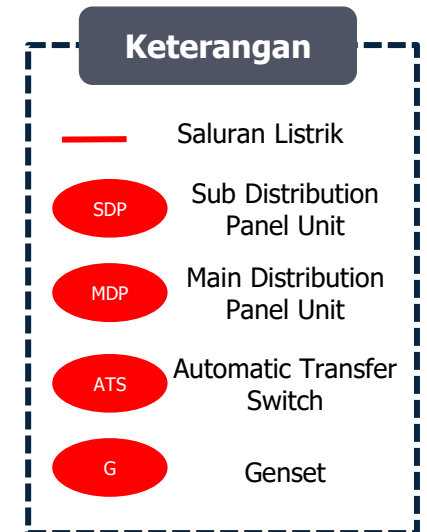 Keterangan
Saluran Listrik
SDP
Sub Distribution
Panel Unit
MDP
Main Distribution
Panel Unit
ATS
Automatic Transfer
Switch
G
Genset